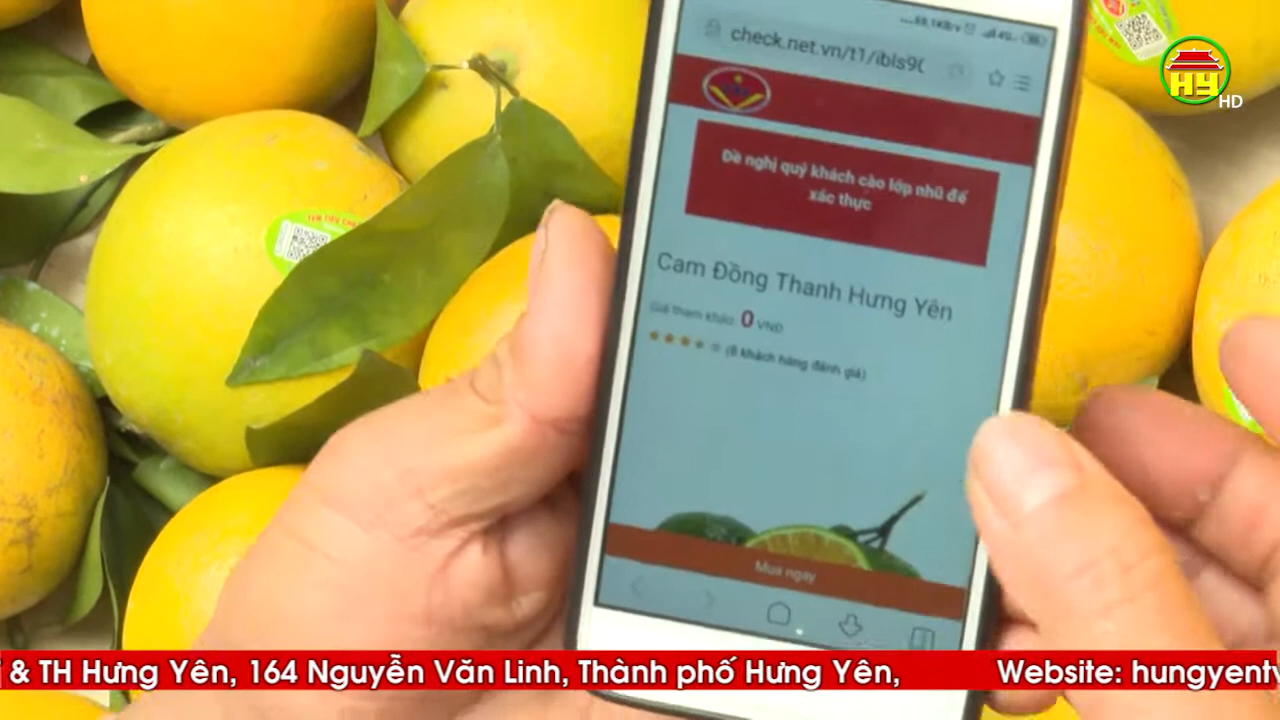 check.net.vn/t1/ibls90
HY
HD
Đề nghị quý khách cào lớp nhũ để
xác thực
Cam Đồng Thanh Hưng Yên
Giá tham khảo: 0 VND
(8 khách hàng đánh giá)
Mua ngay
& TH Hưng Yên, 164 Nguyễn Văn Linh, Thành phố Hưng Yên, Website: hungyentv